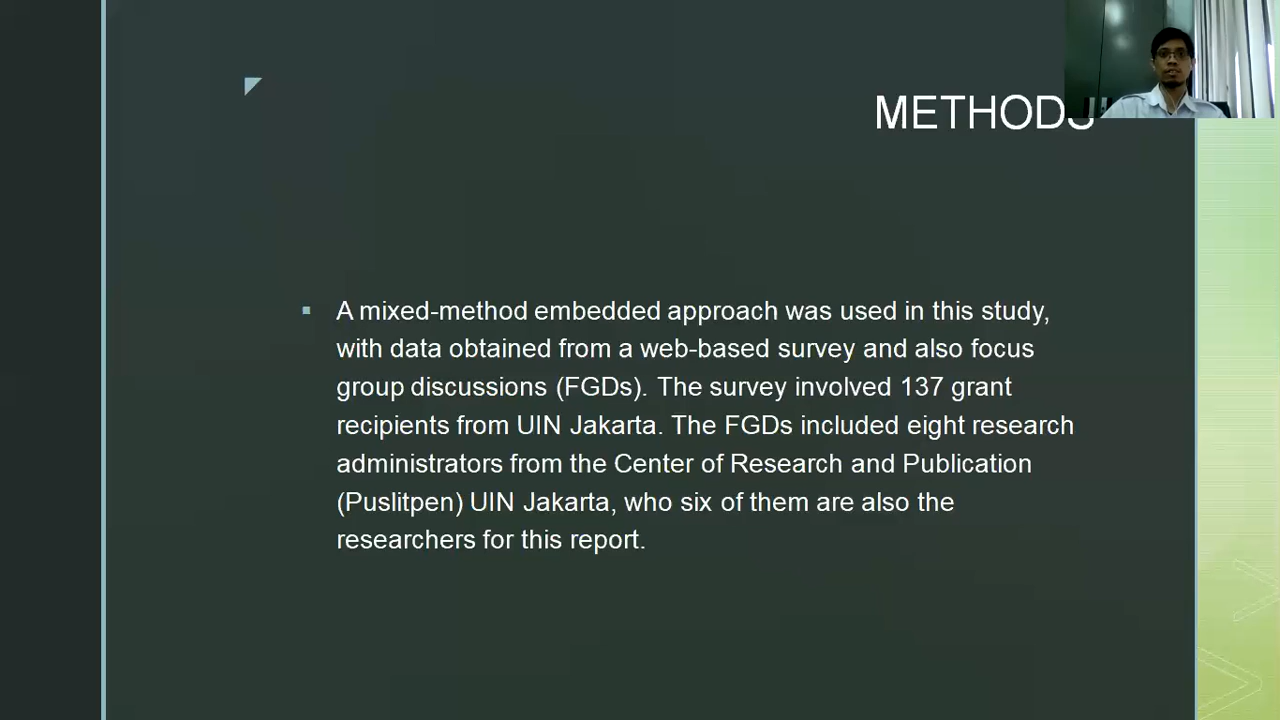 METHODS
A mixed-method embedded approach was used in this study,
with data obtained from a web-based survey and also focus
group discussions (FGDs). The survey involved 137 grant
recipients from UIN Jakarta. The FGDs included eight research
administrators from the Center of Research and Publication
(Puslitpen) UIN Jakarta, who six of them are also the
researchers for this report.